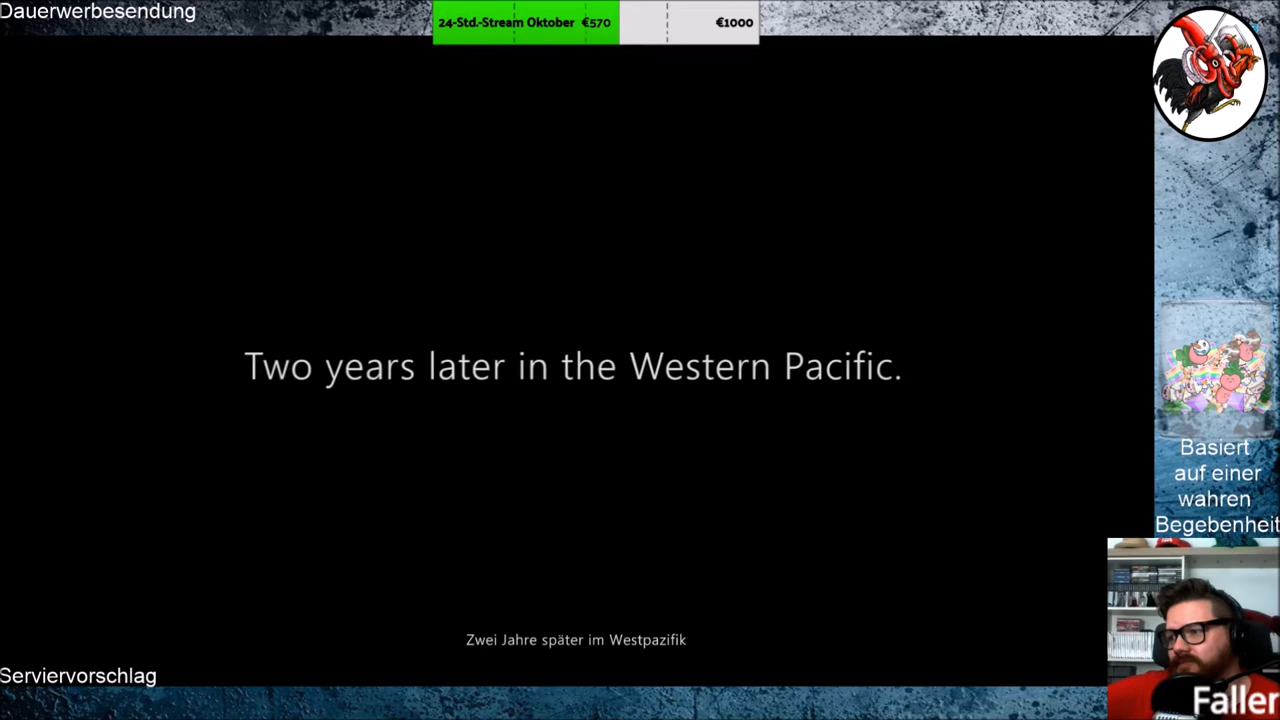 Dauerwerbesendung
24-Std.-Stream Oktober €570 €1000
Two years later in the Western Pacific.
Basiert
auf einer
wahren
Begebenheit
Zwei Jahre später im Westpazifik
Serviervorschlag
Faller